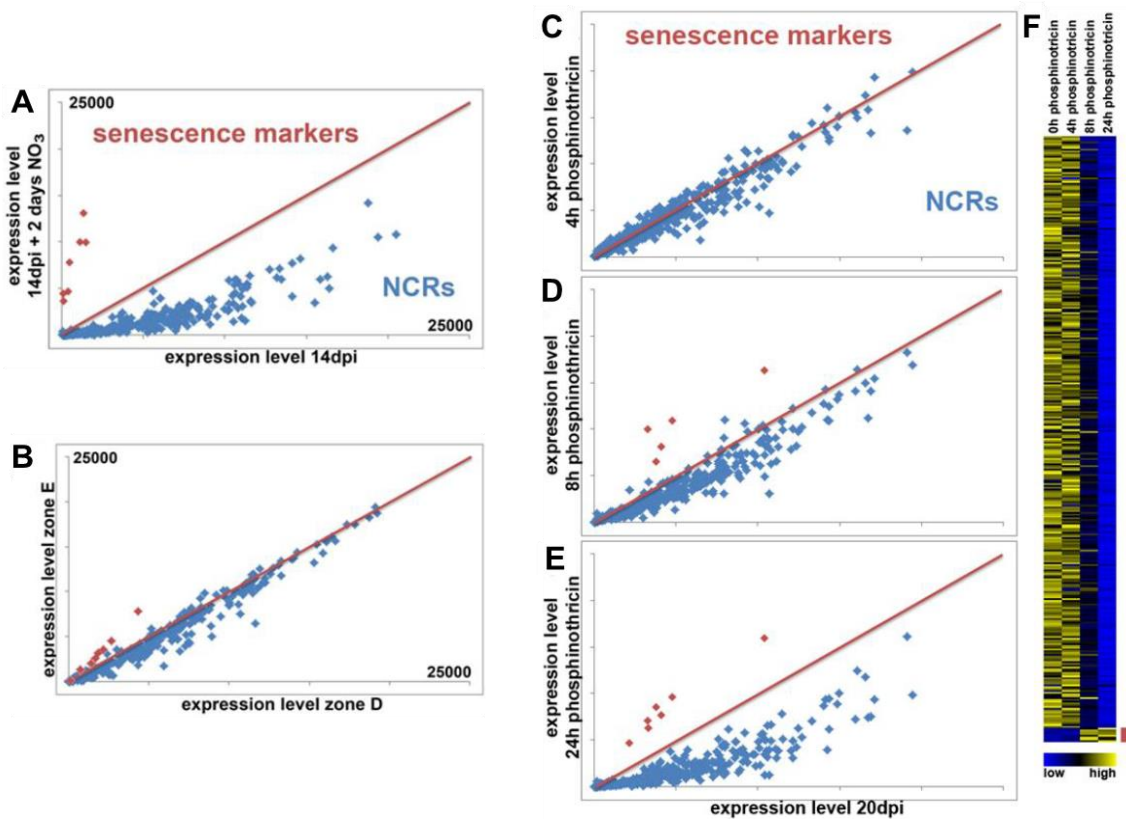 A
25000
senescence markers
NCRs
25000
expression level
14dpi + 2 days NO3
expression level 14dpi
B
25000
25000
expression level zone E
expression level zone D
C
senescence markers
NCRs
expression level
4h phosphinothricin
D
expression level
8h phosphinothricin
E
expression level
24h phosphinothricin
expression level 20dpi
F
0h phosphinotricin
4h phosphinotricin
8h phosphinotricin
24h phosphinotricin
low
high